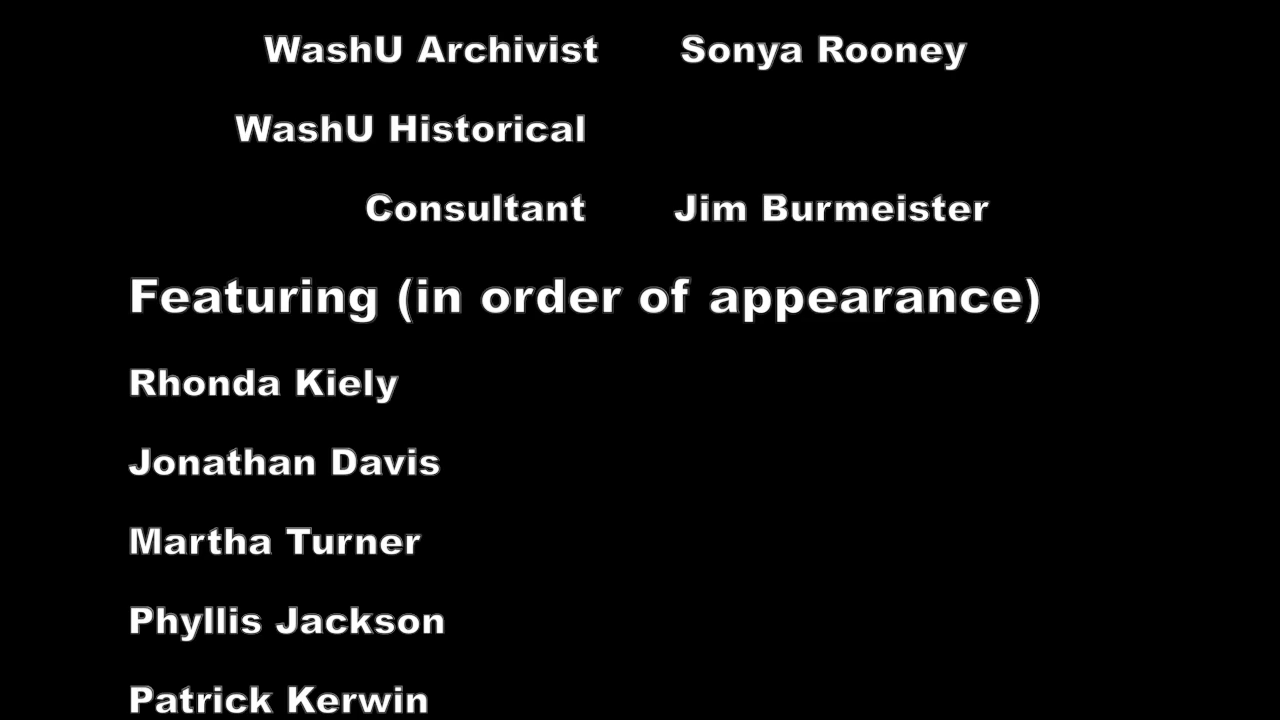 WashU Archivist Sonya Rooney
WashU Historical
Consultant Jim Burmeister
Featuring (in order of appearance)
Rhonda Kiely
Jonathan Davis
Martha Turner
Phyllis Jackson
Patrick Kerwin